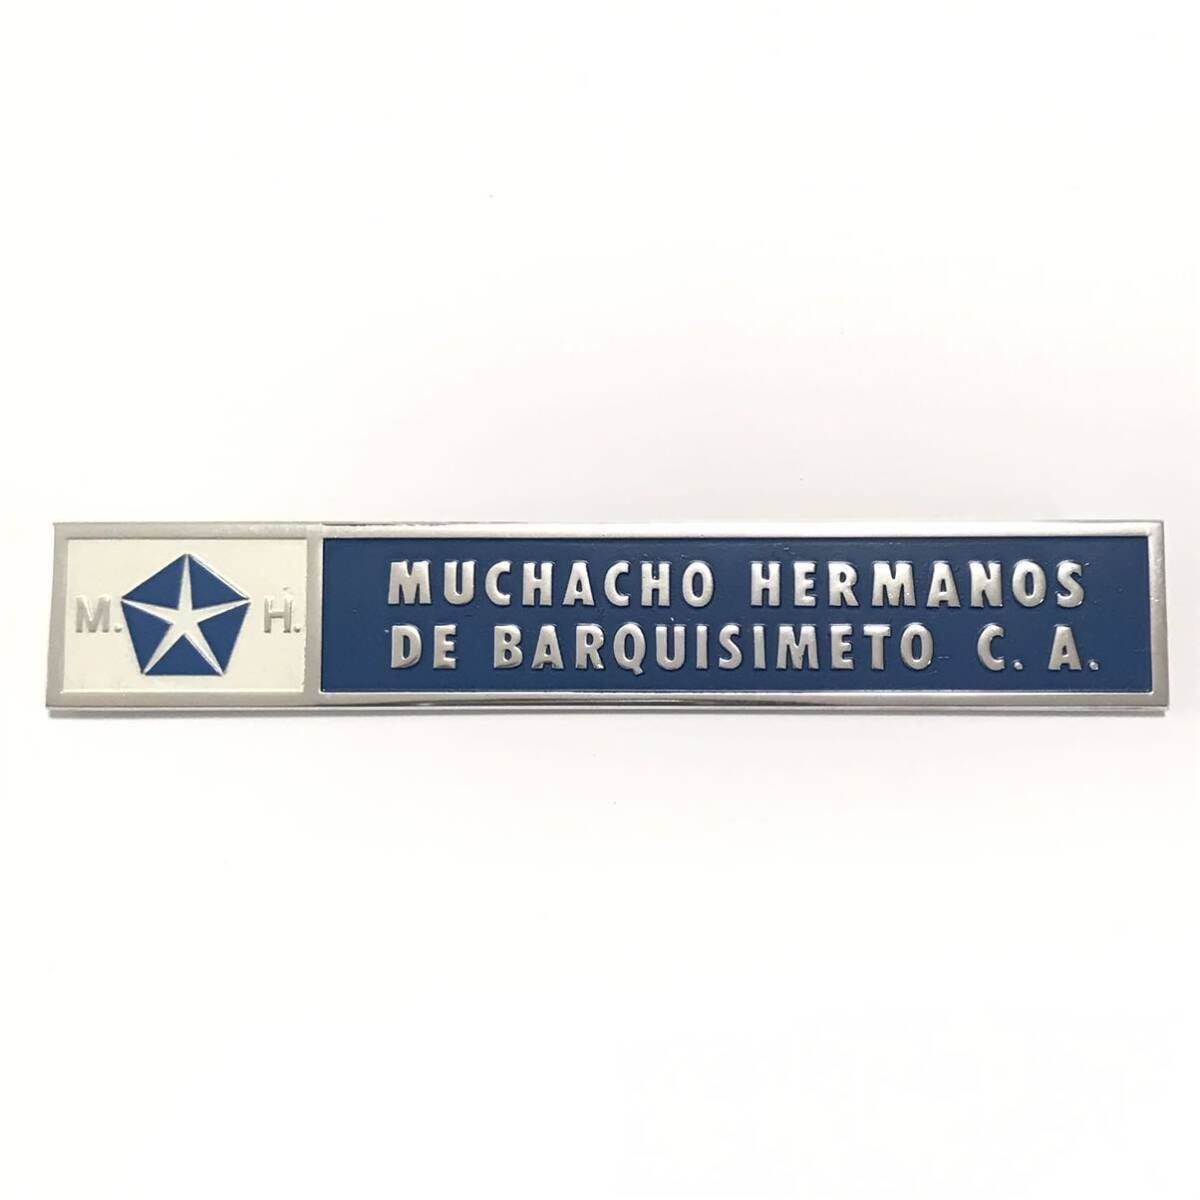 M. H.
MUCHACHO HERMANOS
DE BARQUISIMETO C. A.